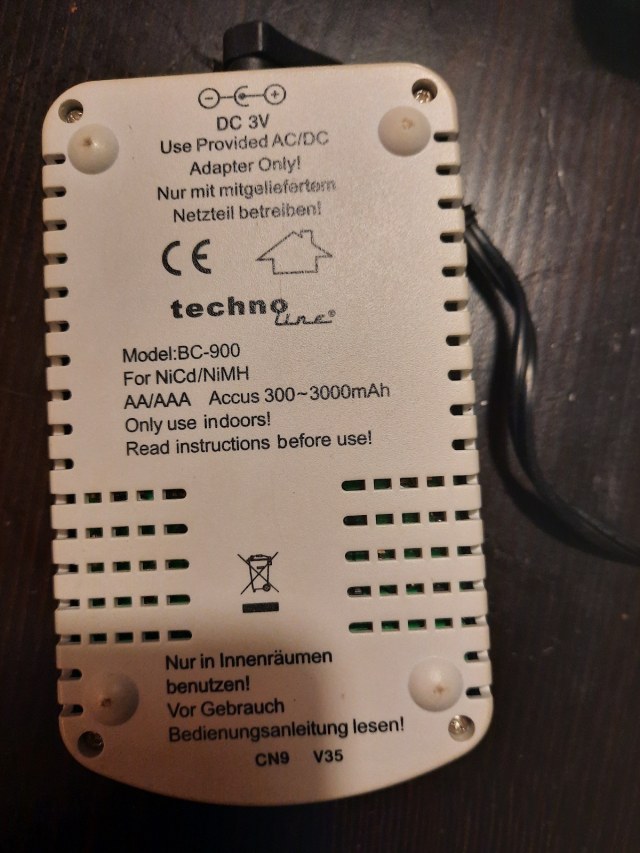 DC 3V
Use Provided AC/DC
Adapter Only!
Nur mit mitgeliefertem
Netzteil betreiben!
CE
techno
line®
Model:BC-900
For NiCd/NiMH
AA/AAA Accus 300~3000mAh
Only use indoors!
Read instructions before use!
Nur in Innenräumen
benutzen!
Vor Gebrauch
Bedienungsanleitung lesen!
CN9 V35